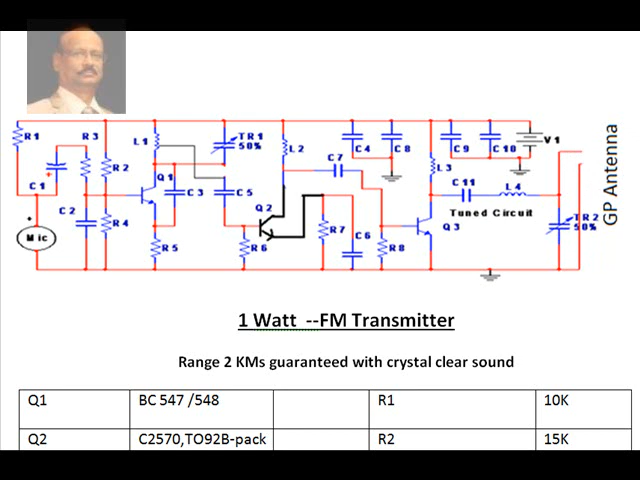 R1
R3
L1
TR1
50%
L2
C4
C8
C9
C10
V1
GP Antenna
C1
R2
Q1
C3
C5
C7
L3
C11
L4
C2
R4
Q2
Tuned Circuit
TR2
50%
Mic
R5
R6
R7
C6
R8
Q3
1 Watt --FM Transmitter
Range 2 KMs guaranteed with crystal clear sound
Q1 BC 547 /548 R1 10K
Q2 C2570,TO92B-pack R2 15K